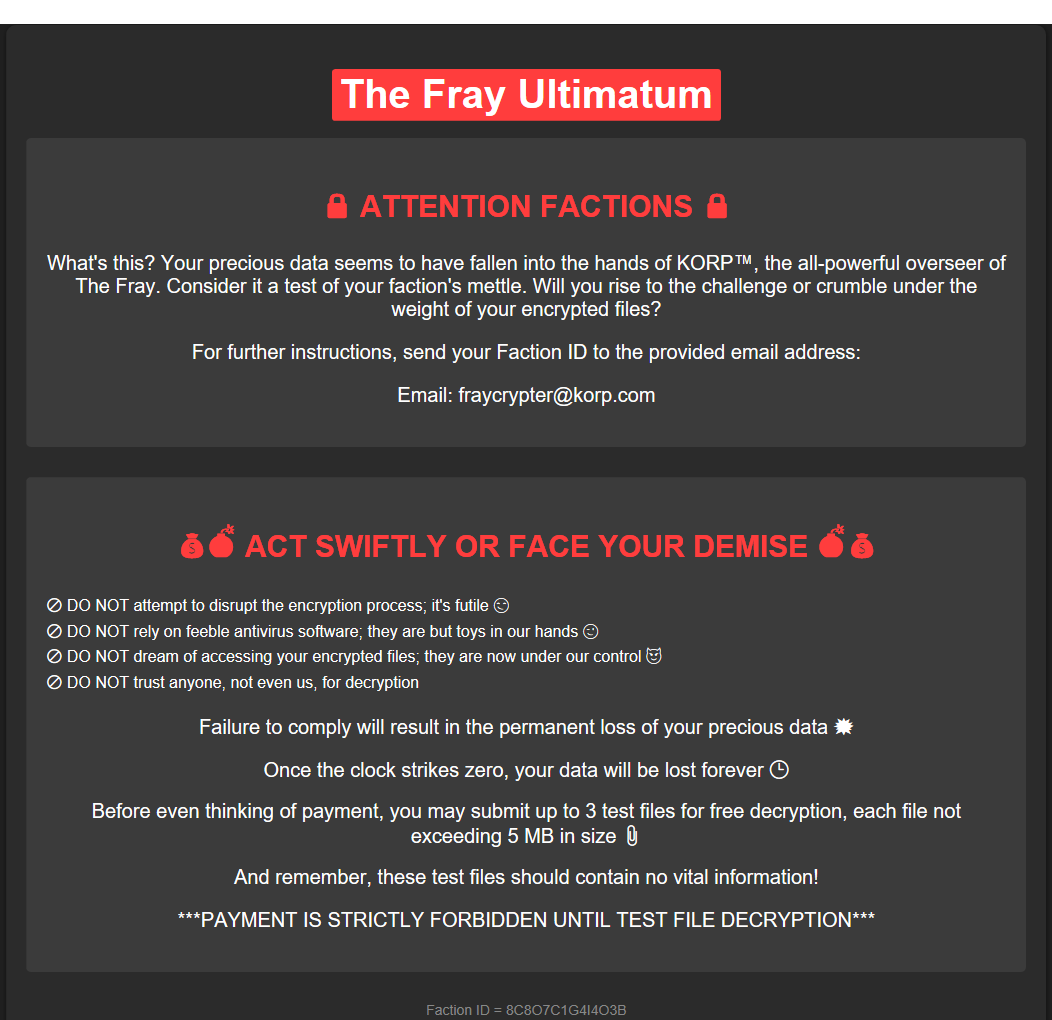 The Fray Ultimatum
ATTENTION FACTIONS
What's this? Your precious data seems to have fallen into the hands of KORP™, the all-powerful overseer of
The Fray. Consider it a test of your faction's mettle. Will you rise to the challenge or crumble under the
weight of your encrypted files?
For further instructions, send your Faction ID to the provided email address:
Email: fraycrypter@korp.com
ACT SWIFTLY OR FACE YOUR DEMISE
DO NOT attempt to disrupt the encryption process; it's futile
DO NOT rely on feeble antivirus software; they are but toys in our hands
DO NOT dream of accessing your encrypted files; they are now under our control
DO NOT trust anyone, not even us, for decryption
Failure to comply will result in the permanent loss of your precious data
Once the clock strikes zero, your data will be lost forever
Before even thinking of payment, you may submit up to 3 test files for free decryption, each file not
exceeding 5 MB in size
And remember, these test files should contain no vital information!
***PAYMENT IS STRICTLY FORBIDDEN UNTIL TEST FILE DECRYPTION***
Faction ID = 8C8O7C1G4I4O3B